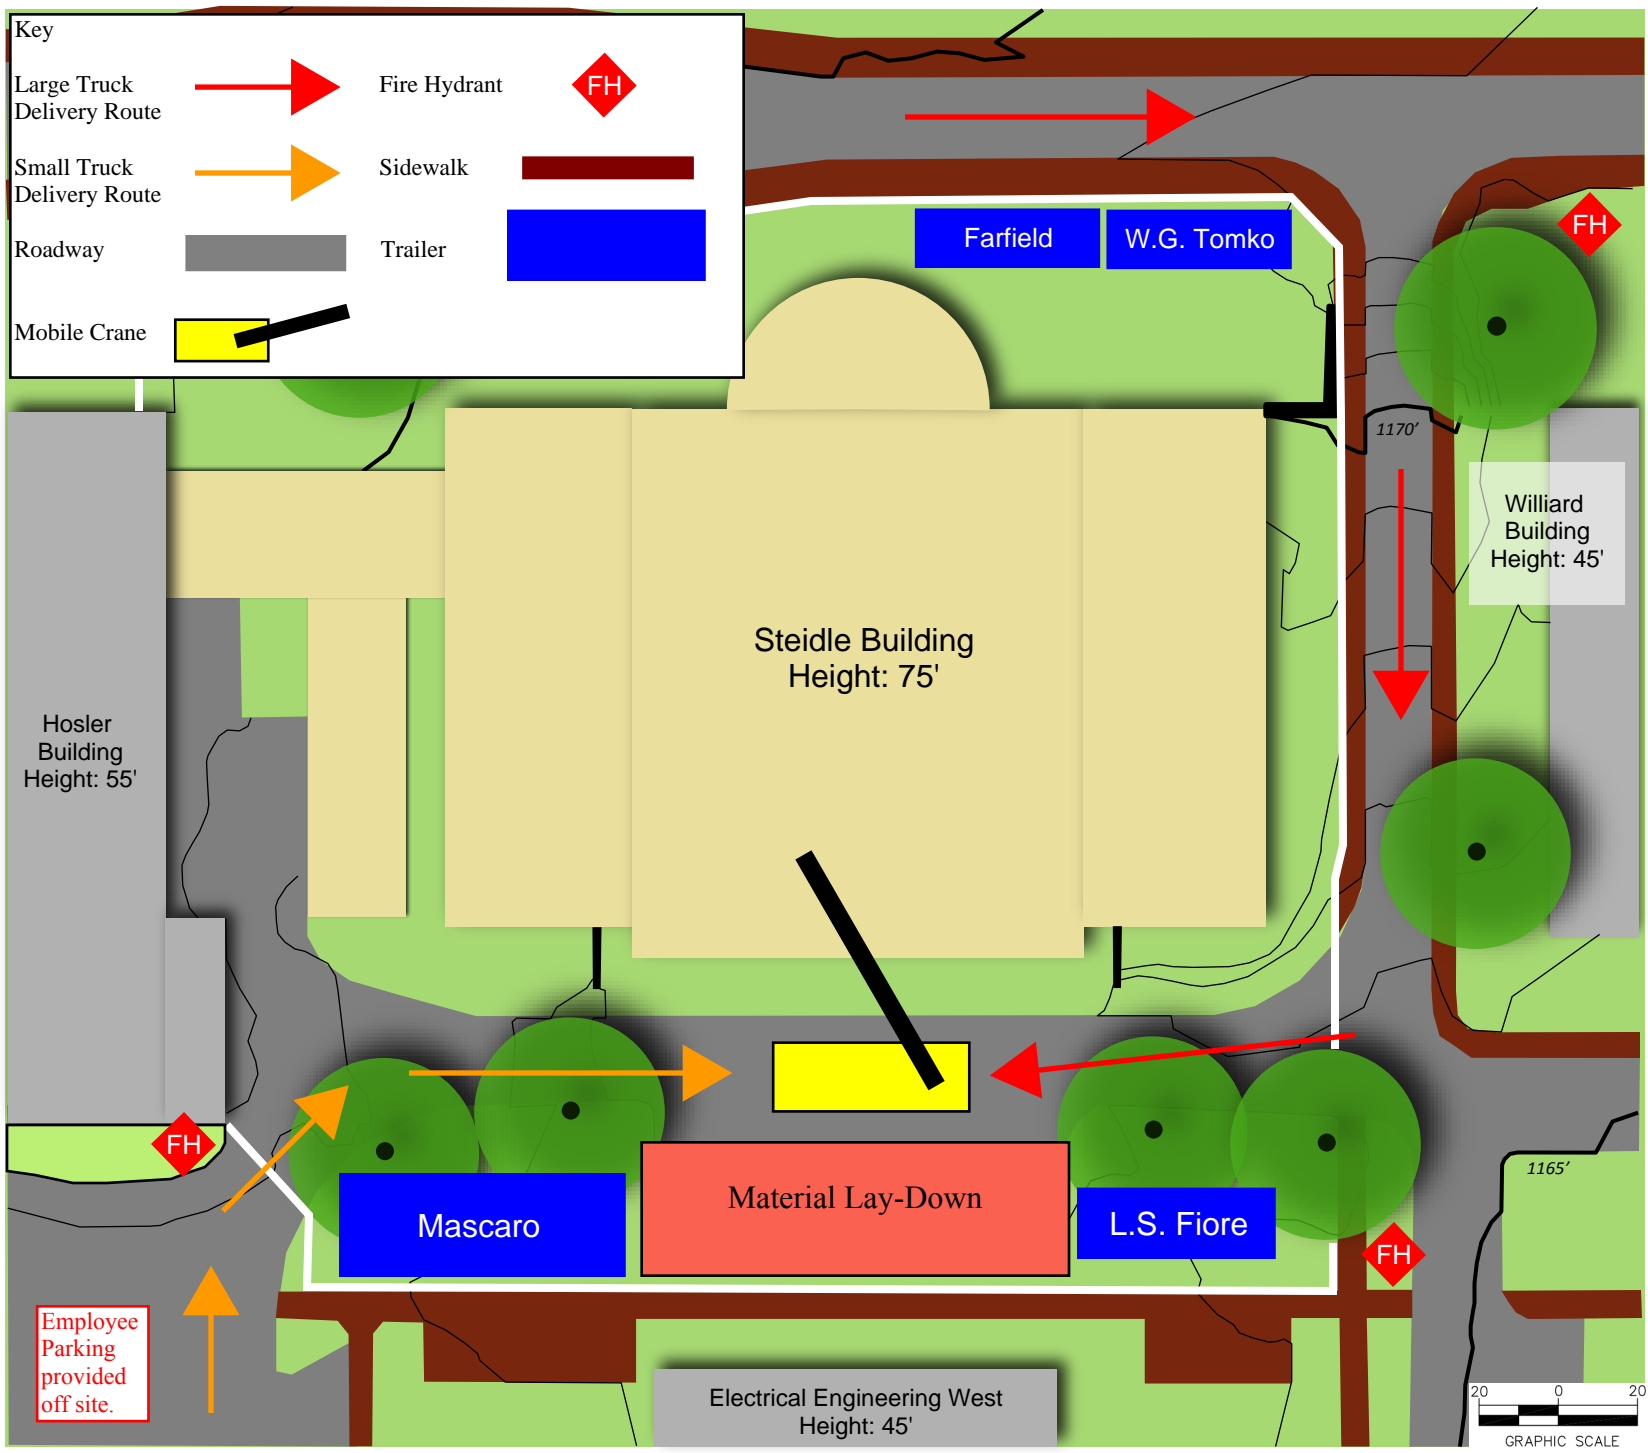 Key
Large Truck
Delivery Route
Fire Hydrant
FH
Small Truck
Delivery Route
Sidewalk
Roadway
Trailer
Mobile Crane
Farfield
W.G. Tomko
FH
1170'
Williard
Building
Height: 45'
Steidle Building
Height: 75'
Hosler
Building
Height: 55'
FH
Mascaro
Material Lay-Down
L.S. Fiore
1165'
FH
Employee
Parking
provided
off site.
Electrical Engineering West
Height: 45'
20 0 20
GRAPHIC SCALE